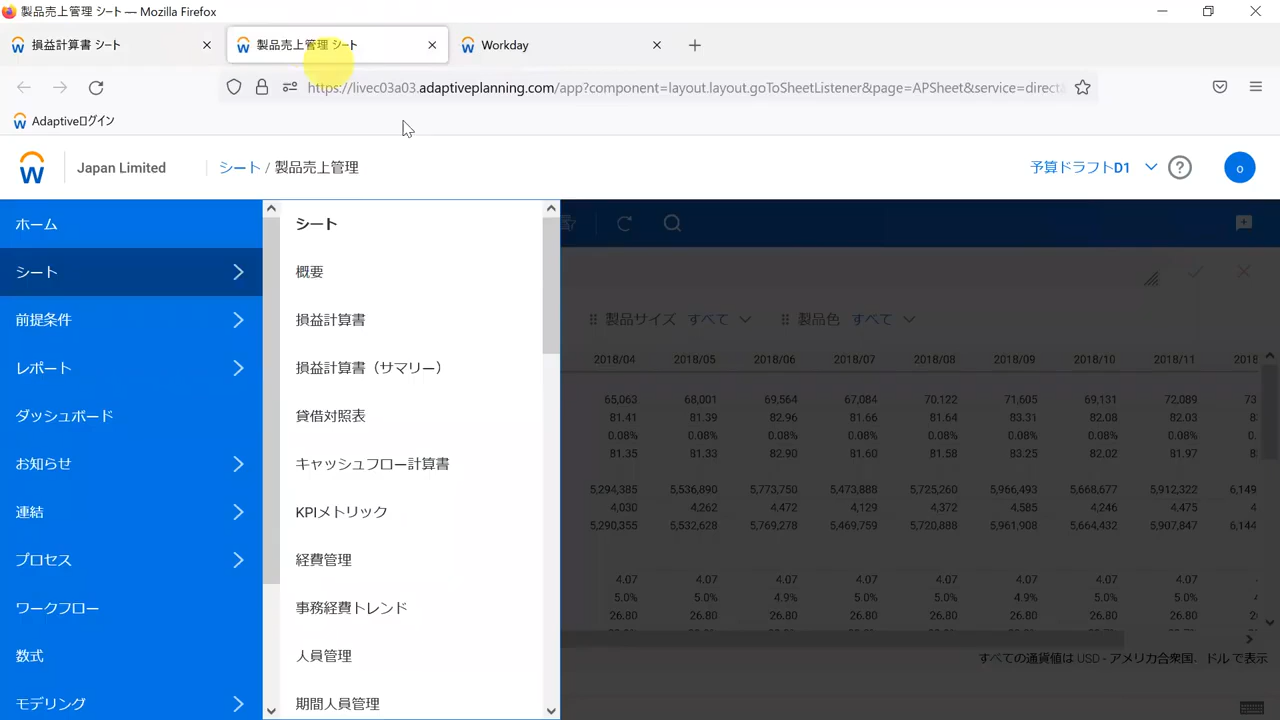 製品売上管理 シート — Mozilla Firefox
損益計算書 シート
製品売上管理 シート
Workday
https://livec03a03.adaptiveplanning.com/app?component=layout.layout.goToSheetListener&page=APSheet&service=direct
Adaptiveログイン
Japan Limited
シート / 製品売上管理
予算ドラフトD1
ホーム
シート
前提条件
レポート
ダッシュボード
お知らせ
連結
プロセス
ワークフロー
数式
モデリング
シート
概要
損益計算書
損益計算書（サマリー）
貸借対照表
キャッシュフロー計算書
KPIメトリック
経費管理
事務経費トレンド
人員管理
期間人員管理
製品サイズ すべて 製品色 すべて
2018/04 2018/05 2018/06 2018/07 2018/08 2018/09 2018/10 2018/11 2018
65,063 68,001 69,564 67,084 70,122 71,605 69,131 72,089 73
81.41 81.39 82.96 81.66 81.64 83.31 82.08 82.03 8
0.08% 0.08% 0.08% 0.08% 0.08% 0.08% 0.08% 0.08% 0.
81.35 81.33 82.90 81.60 81.58 83.25 82.02 81.97 8
5,294,385 5,536,890 5,773,750 5,473,888 5,725,260 5,966,493 5,668,677 5,912,322 6,149
4,030 4,262 4,472 4,129 4,372 4,585 4,246 4,475 4
5,290,355 5,532,628 5,769,278 5,469,759 5,720,888 5,961,908 5,664,432 5,907,847 6,144
4.07 4.07 4.07 4.07 4.07 4.07 4.07 4.07
5.0% 5.0% 4.9% 5.0% 5.0% 4.9% 5.0% 5.0%
26.80 26.80 26.80 26.80 26.80 26.80 26.80 26.80 2
すべての通貨値は USD - アメリカ合衆国．ドル で表示